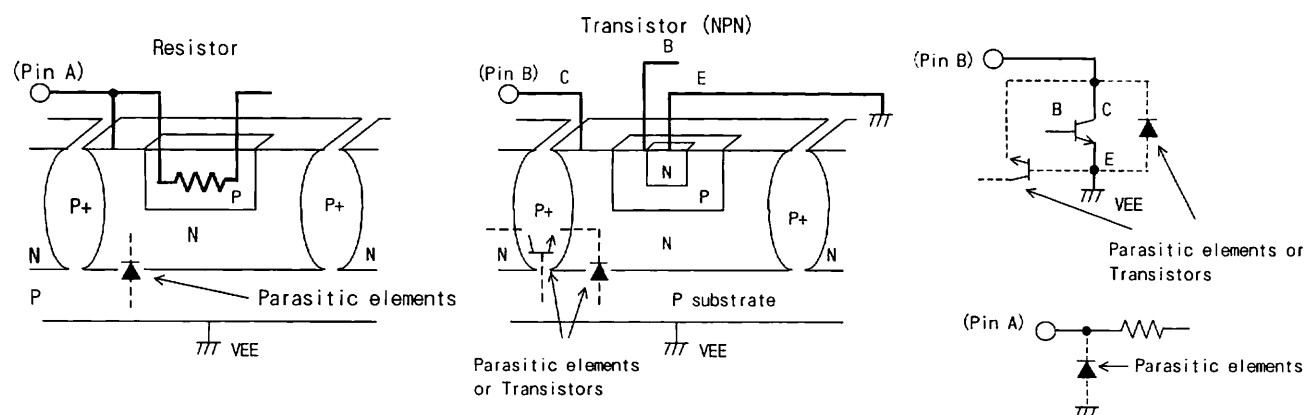 Resistor
(Pin A)
P+
P
P+
N
N
N
P
Parasitic elements
VEE
Transistor (NPN)
B
(Pin B)
C
E
N
P+
P
P+
N
N
N
P substrate
VEE
Parasitic elements
or Transistors
(Pin B)
B
C
E
VEE
Parasitic elements or
Transistors
(Pin A)
Parasitic elements